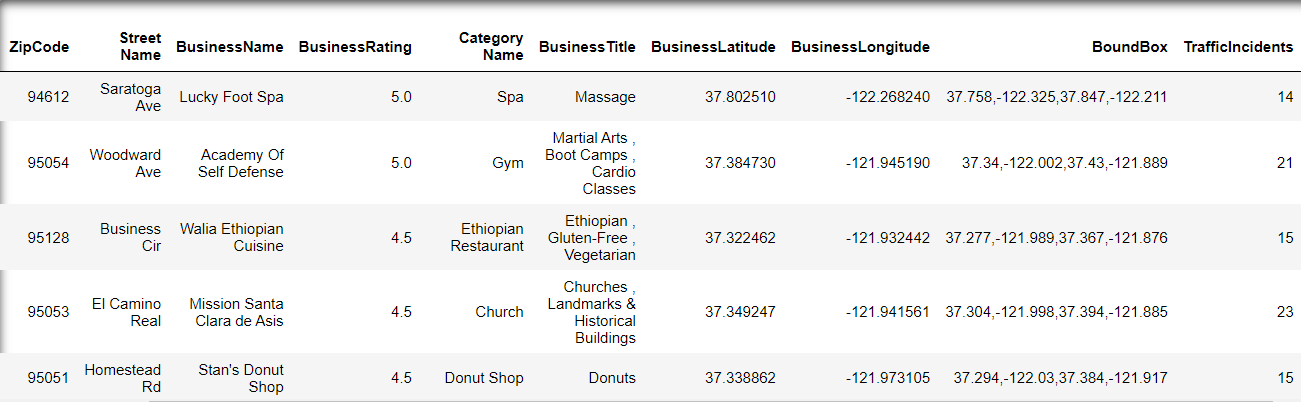 ZipCode Street Name BusinessName BusinessRating Category Name BusinessTitle BusinessLatitude BusinessLongitude BoundBox TrafficIncidents
94612 Saratoga Ave Lucky Foot Spa 5.0 Spa Massage 37.802510 -122.268240 37.758,-122.325,37.847,-122.211 14
95054 Woodward Ave Academy Of Self Defense 5.0 Gym Martial Arts , Boot Camps , Cardio Classes 37.384730 -121.945190 37.34,-122.002,37.43,-121.889 21
95128 Business Cir Walia Ethiopian Cuisine 4.5 Ethiopian Restaurant Ethiopian , Gluten-Free , Vegetarian 37.322462 -121.932442 37.277,-121.989,37.367,-121.876 15
95053 El Camino Real Mission Santa Clara de Asis 4.5 Church Churches , Landmarks & Historical Buildings 37.349247 -121.941561 37.304,-121.998,37.394,-121.885 23
95051 Homestead Rd Stan's Donut Shop 4.5 Donut Shop Donuts 37.338862 -121.973105 37.294,-122.03,37.384,-121.917 15